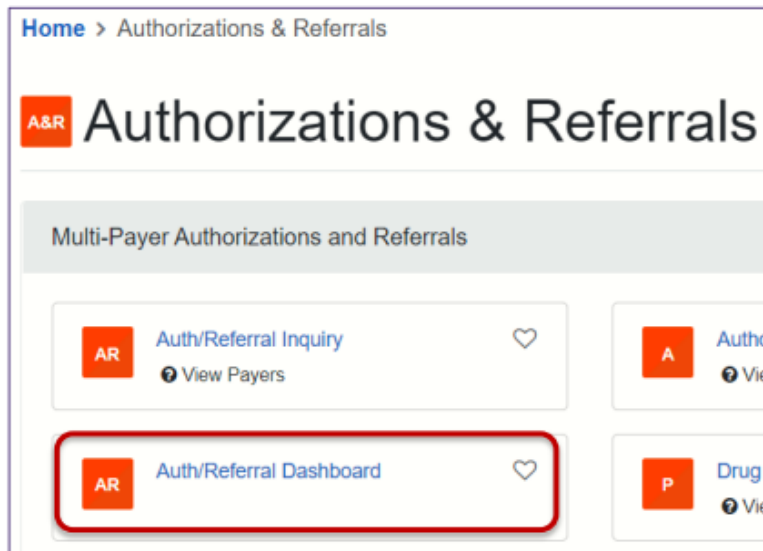 Home > Authorizations & Referrals
A&R Authorizations & Referrals
Multi-Payer Authorizations and Referrals
AR Auth/Referral Inquiry
View Payers
A
AR Auth/Referral Dashboard
P Drug